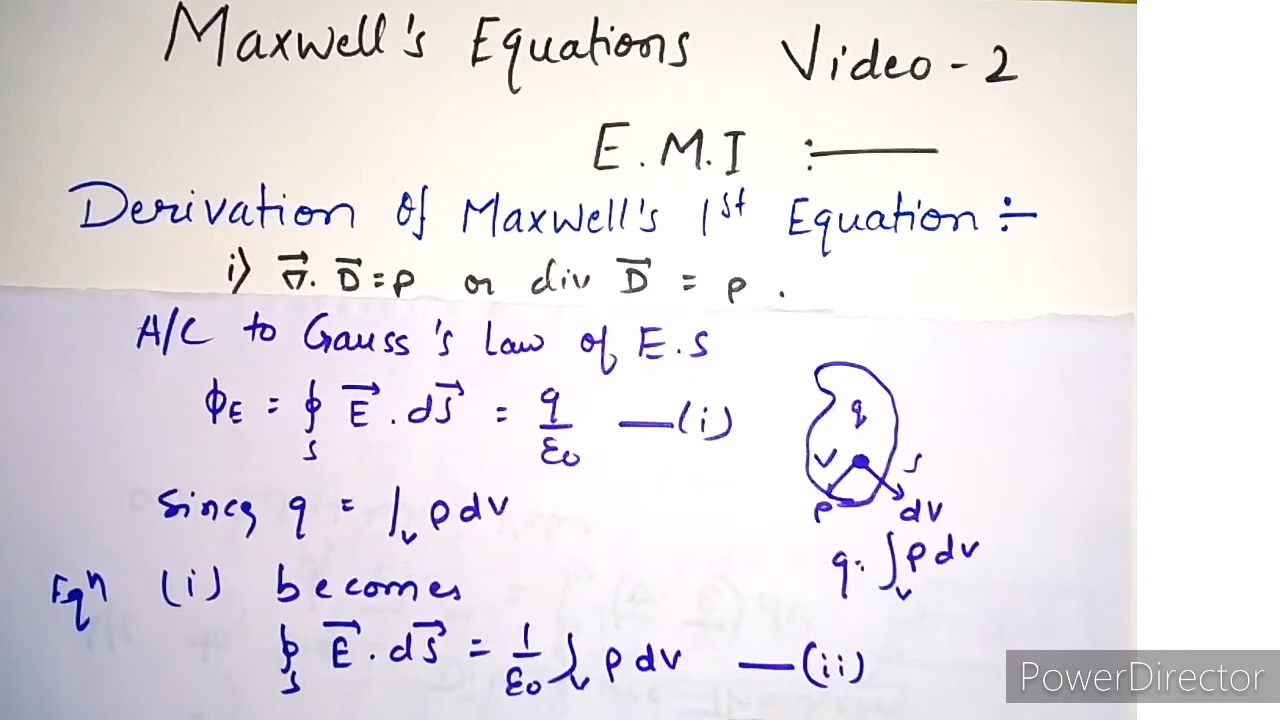 Maxwell's Equations Video - 2
E.M.I :—
Derivation of Maxwell's 1st Equation ÷
i) ∇⃗. D⃗ = ρ or div D⃗ = ρ .
A/C to Gauss's Law of E.S
ϕE = ∮S E⃗ . dS⃗ = q/ε0 —(i)
q
V
S
ρ
dV
Since, q = ∫v ρ dv
q = ∫v ρ dv
Eqn (i) becomes
∮S E⃗ . dS⃗ = 1/ε0 ∫v ρ dv —(ii)
PowerDirector